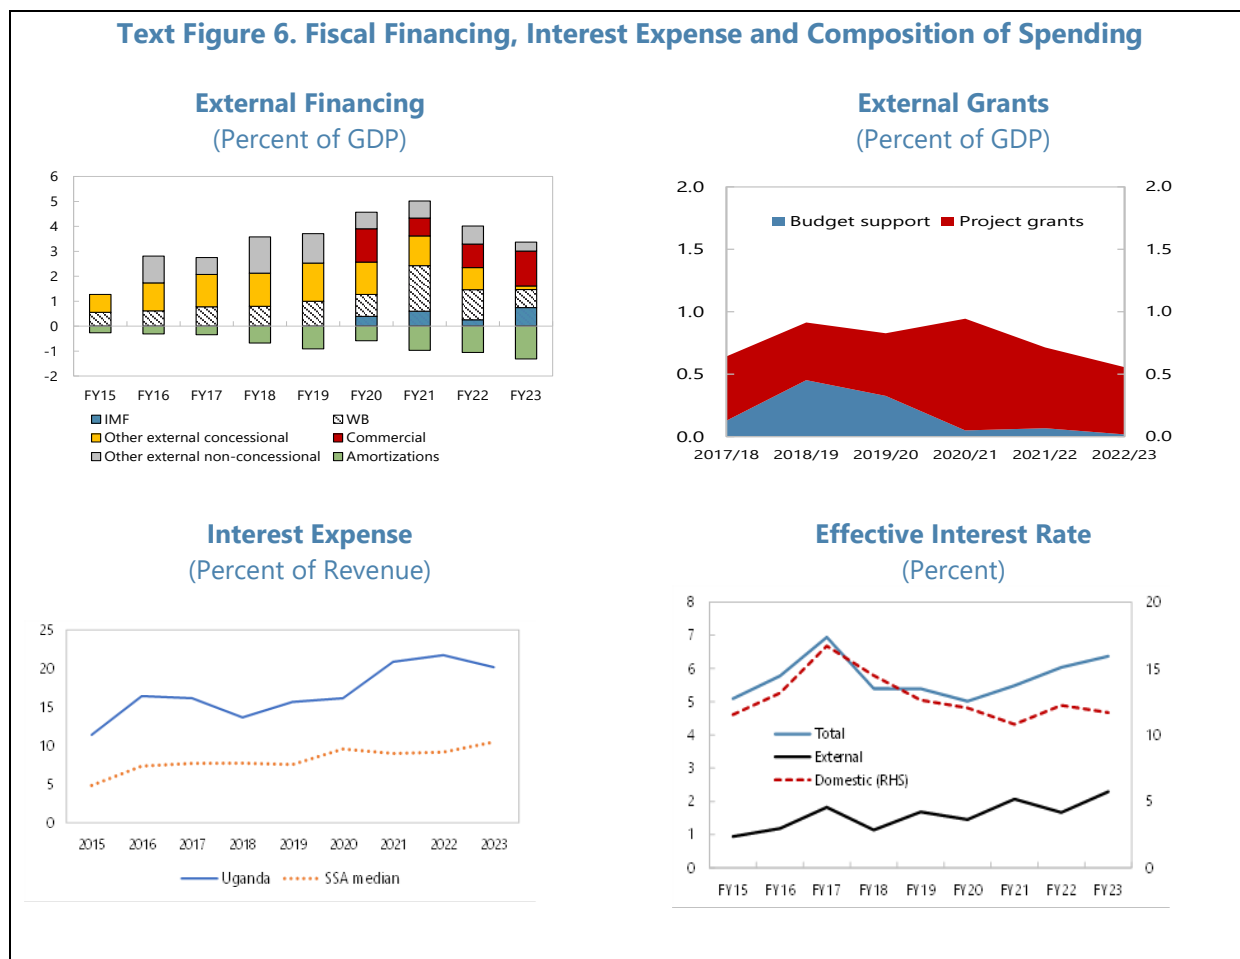 Text Figure 6. Fiscal Financing, Interest Expense and Composition of Spending
External Financing
(Percent of GDP)
6
5
4
3
2
1
0
-1
-2
FY15 FY16 FY17 FY18 FY19 FY20 FY21 FY22 FY23
IMF WB
Other external concessional Commercial
Other external non-concessional Amortizations
External Grants
(Percent of GDP)
2.0 2.0
Budget support Project grants
1.5 1.5
1.0 1.0
0.5 0.5
0.0 0.0
2017/18 2018/19 2019/20 2020/21 2021/22 2022/23
Interest Expense
(Percent of Revenue)
25
20
15
10
5
0
2015 2016 2017 2018 2019 2020 2021 2022 2023
Uganda SSA median
Effective Interest Rate
(Percent)
8 20
7
6 15
5
4 10
Total
External
Domestic (RHS)
3
2 5
1
0 0
FY15 FY16 FY17 FY18 FY19 FY20 FY21 FY22 FY23